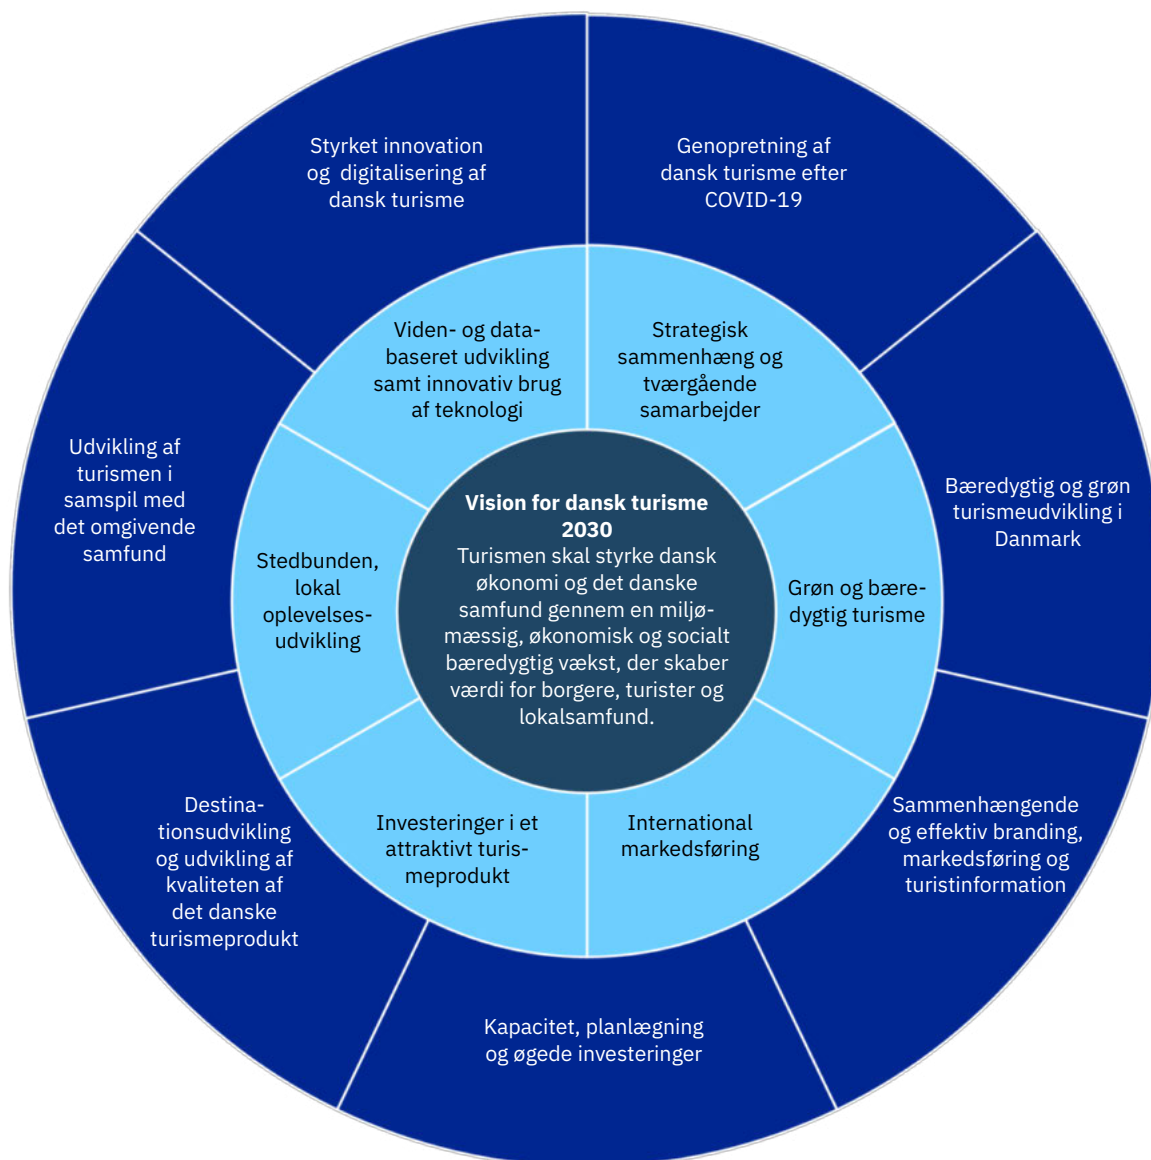 Styrket innovation
og digitalisering af
dansk turisme
Genopretning af
dansk turisme efter
COVID-19
Viden- og data-
baseret udvikling
samt innovativ brug
af teknologi
Strategisk
sammenhæng og
tværgående
samarbejder
Udvikling af
turismen i
samspil med
det omgivende
samfund
Bæredygtig og grøn
turismeudvikling i
Danmark
Stedbunden,
lokal
oplevelses-
udvikling
Vision for dansk turisme
2030
Turismen skal styrke dansk
økonomi og det danske
samfund gennem en miljø-
mæssig, økonomisk og socialt
bæredygtig vækst, der skaber
værdi for borgere, turister og
lokalsamfund.
Grøn og bære-
dygtig turisme
Destina-
tionsudvikling
og udvikling af
kvaliteten af
det danske
turismeprodukt
Investeringer i et
attraktivt turis-
meprodukt
International
markedsføring
Sammenhængende
og effektiv branding,
markedsføring og
turistinformation
Kapacitet, planlægning
og øgede investeringer